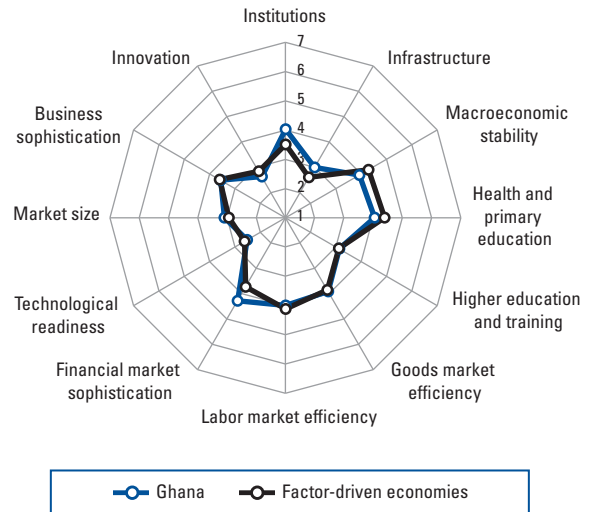 Institutions
7
6
5
4
3
2
1
Infrastructure
Macroeconomic
stability
Health and
primary
education
Higher education
and training
Goods market
efficiency
Labor market efficiency
Financial market
sophistication
Technological
readiness
Market size
Business
sophistication
Innovation
Ghana
Factor-driven economies